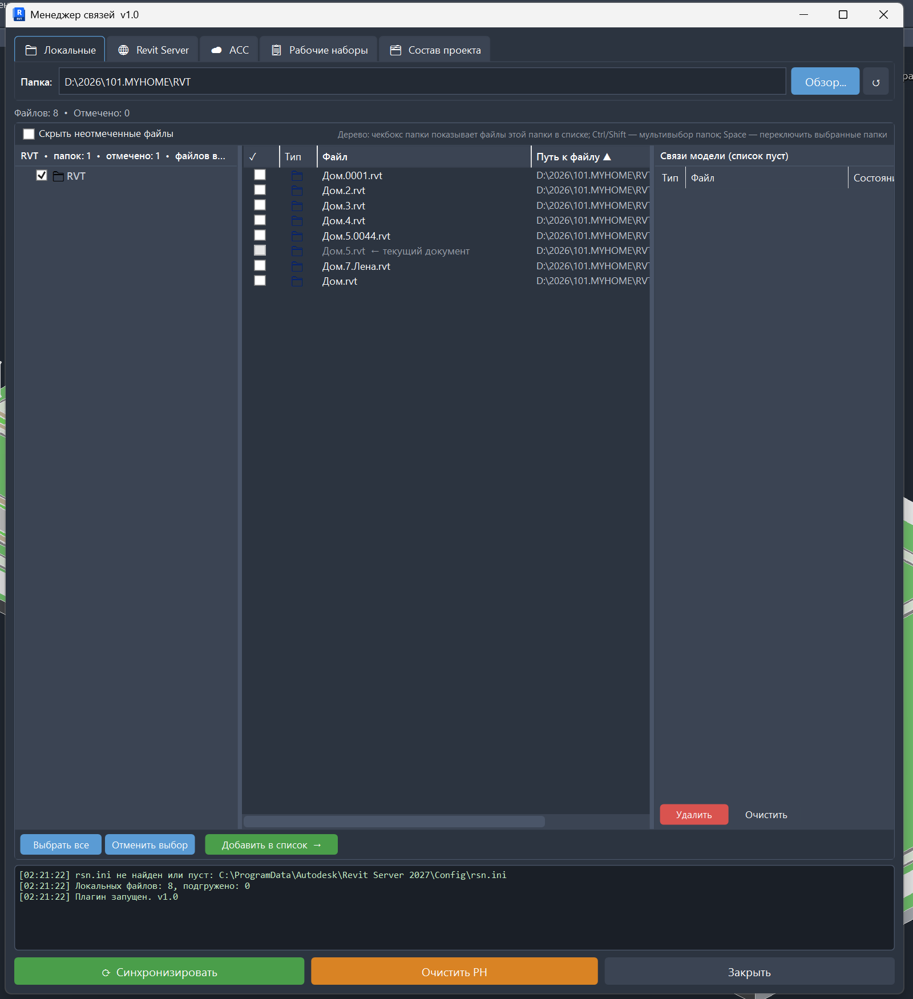 Менеджер связей v1.0
Локальные
Revit Server
ACC
Рабочие наборы
Состав проекта
Папка:
D:\2026\101.MYHOME\RVT
Обзор...
Файлов: 8 • Отмечено: 0
Скрыть неотмеченные файлы
Дерево: чекбокс папки показывает файлы этой папки в списке; Ctrl/Shift — мультивыбор папок; Space — переключить выбранные папки
RVT • папок: 1 • отмечено: 1 • файлов в...
RVT
✓ Тип Файл Путь к файлу ▲
Дом.0001.rvt D:\2026\101.MYHOME\RVT
Дом.2.rvt D:\2026\101.MYHOME\RVT
Дом.3.rvt D:\2026\101.MYHOME\RVT
Дом.4.rvt D:\2026\101.MYHOME\RVT
Дом.5.0044.rvt D:\2026\101.MYHOME\RVT
Дом.5.rvt ← текущий документ D:\2026\101.MYHOME\RVT
Дом.7.Лена.rvt D:\2026\101.MYHOME\RVT
Дом.rvt D:\2026\101.MYHOME\RVT
Связи модели (список пуст)
Тип Файл Состояни
Удалить
Очистить
Выбрать все
Отменить выбор
Добавить в список →
[02:21:22] rsn.ini не найден или пуст: C:\ProgramData\Autodesk\Revit Server 2027\Config\rsn.ini
[02:21:22] Локальных файлов: 8, подгружено: 0
[02:21:22] Плагин запущен. v1.0
⟳ Синхронизировать
Очистить РН
Закрыть